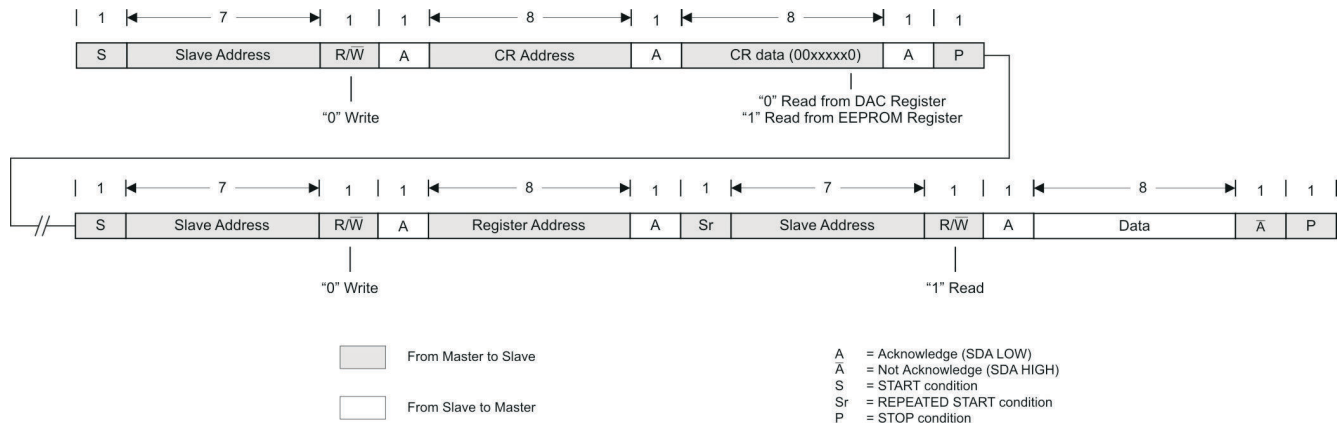 1 7 1 1 8 1 8 1 1
S Slave Address R/W̅ A CR Address A CR data (00xxxxx0) A P
“0” Write
“0” Read from DAC Register
“1” Read from EEPROM Register
1 7 1 1 8 1 1 7 1 1 8 1 1
S Slave Address R/W̅ A Register Address A Sr Slave Address R/W̅ A Data A̅ P
“0” Write “1” Read
From Master to Slave
From Slave to Master
A = Acknowledge (SDA LOW)
A̅ = Not Acknowledge (SDA HIGH)
S = START condition
Sr = REPEATED START condition
P = STOP condition